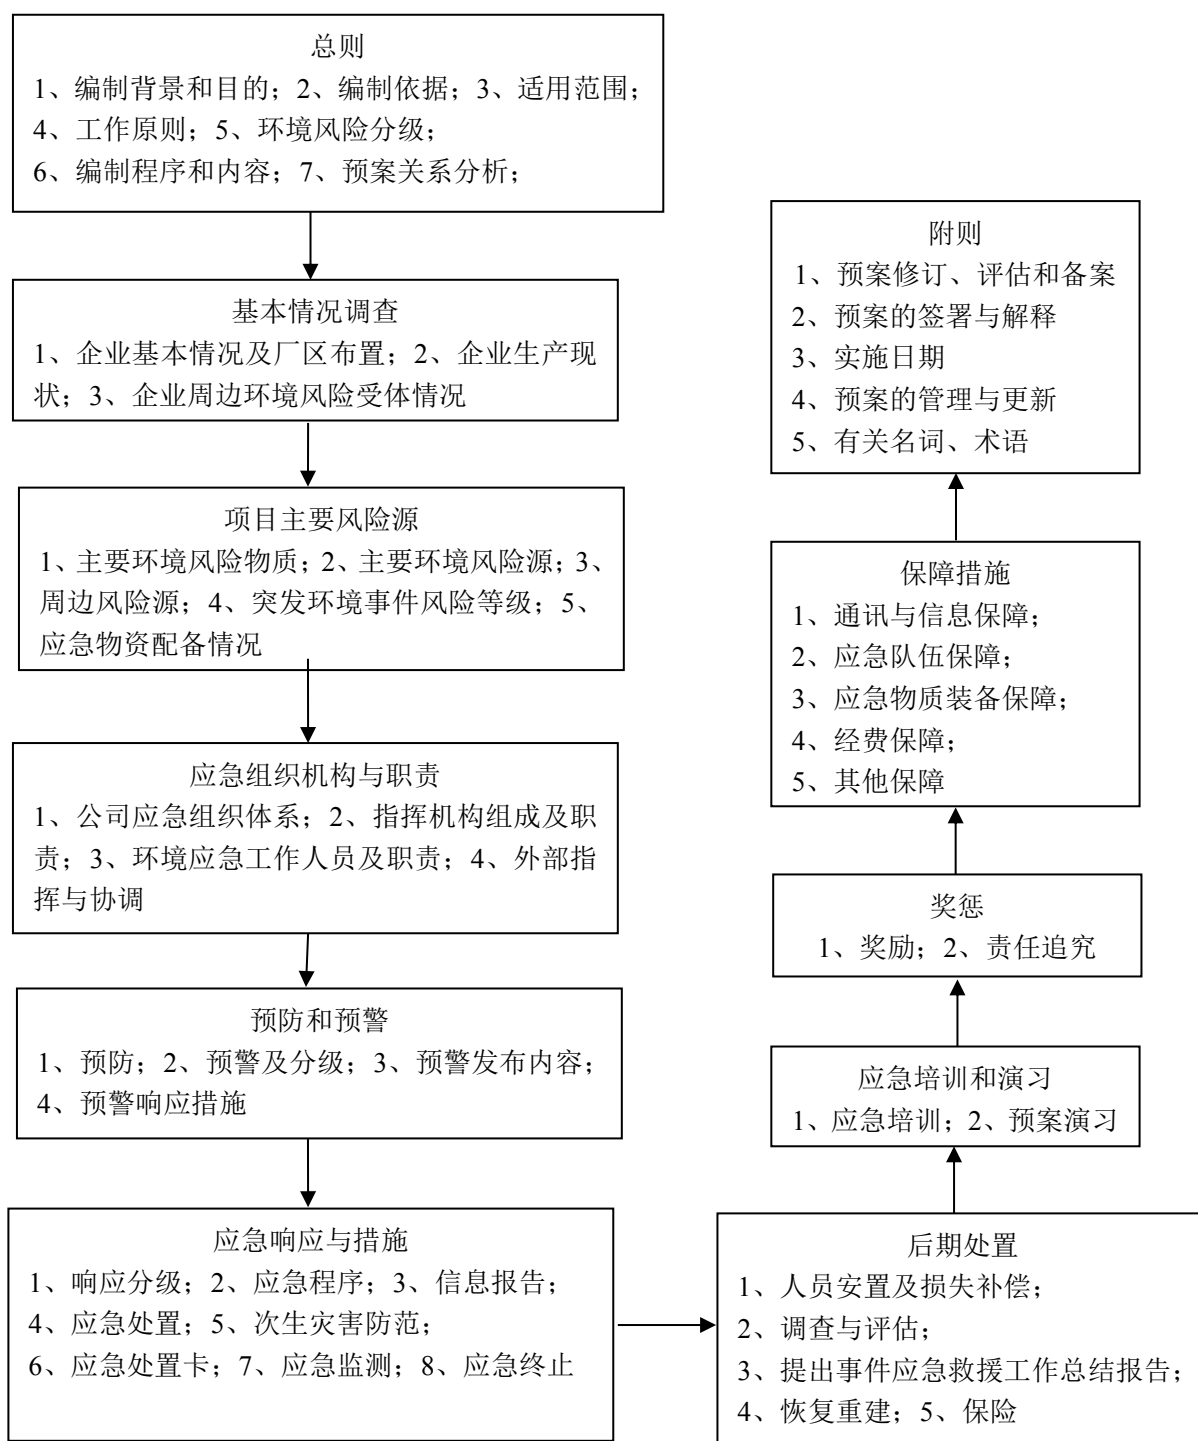 总则
1、编制背景和目的；2、编制依据；3、适用范围；
4、工作原则；5、环境风险分级；
6、编制程序和内容；7、预案关系分析；
基本情况调查
1、企业基本情况及厂区布置；2、企业生产现
状；3、企业周边环境风险受体情况
项目主要风险源
1、主要环境风险物质；2、主要环境风险源；3、
周边风险源；4、突发环境事件风险等级；5、
应急物资配备情况
应急组织机构与职责
1、公司应急组织体系；2、指挥机构组成及职
责；3、环境应急工作人员及职责；4、外部指
挥与协调
预防和预警
1、预防；2、预警及分级；3、预警发布内容；
4、预警响应措施
应急响应与措施
1、响应分级；2、应急程序；3、信息报告；
4、应急处置；5、次生灾害防范；
6、应急处置卡；7、应急监测；8、应急终止
后期处置
1、人员安置及损失补偿；
2、调查与评估；
3、提出事件应急救援工作总结报告；
4、恢复重建；5、保险
应急培训和演习
1、应急培训；2、预案演习
奖惩
1、奖励；2、责任追究
保障措施
1、通讯与信息保障；
2、应急队伍保障；
3、应急物质装备保障；
4、经费保障；
5、其他保障
附则
1、预案修订、评估和备案
2、预案的签署与解释
3、实施日期
4、预案的管理与更新
5、有关名词、术语